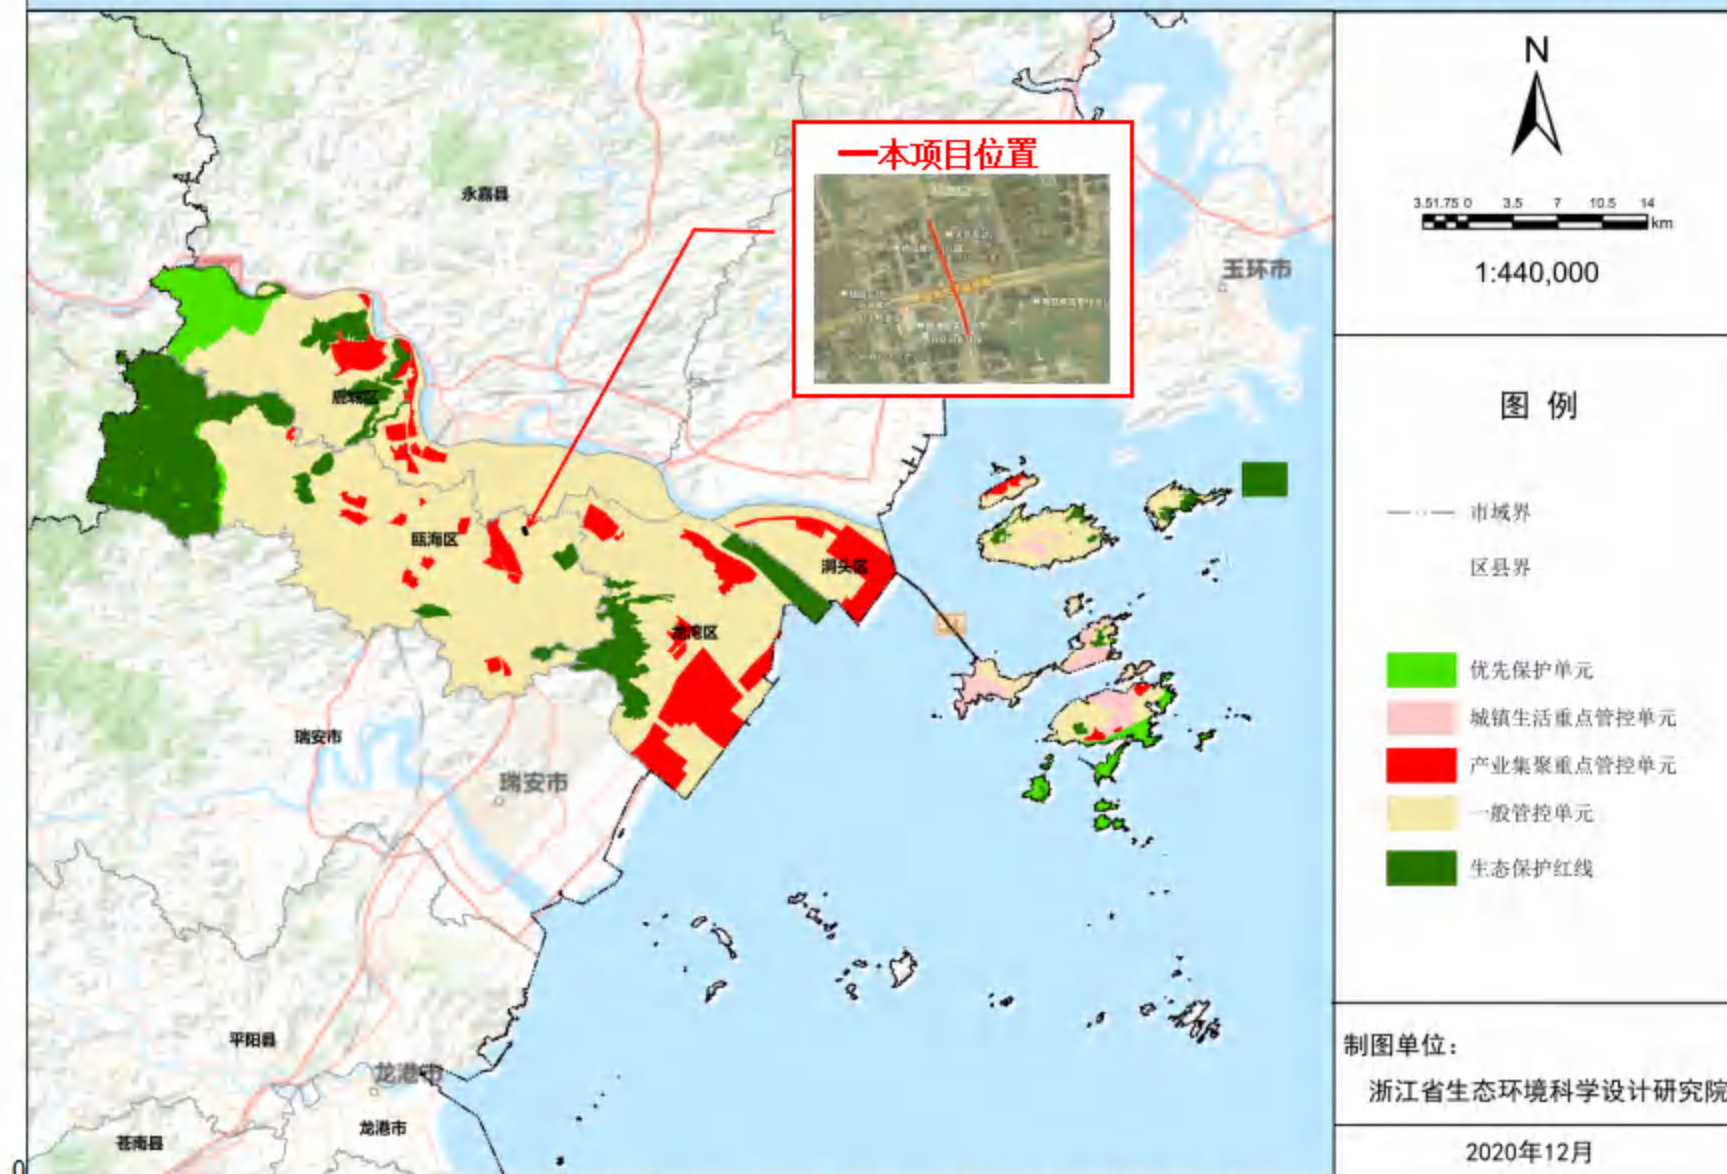 N
3.51.75 0 3.5 7 10.5 14
km
1:440,000
本项目位置
永嘉县
玉环市
图 例
鹿城区
市域界
瓯海区
洞头区
区县界
龙湾区
优先保护单元
城镇生活重点管控单元
瑞安市
产业集聚重点管控单元
瑞安市
一般管控单元
生态保护红线
平阳县
制图单位：
龙港市
浙江省生态环境科学设计研究院
龙港市
苍南县
2020年12月
0